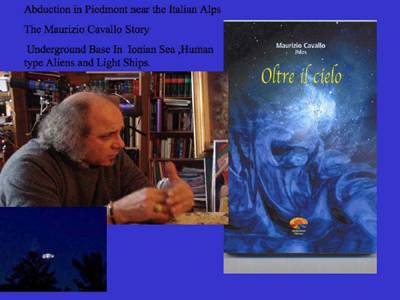 Abduction in Piedmont near the Italian Alps
The Maurizio Cavallo Story
Underground Base In Ionian Sea ,Human
type Aliens and Light Ships.
Maurizio Cavallo
Oltre il cielo